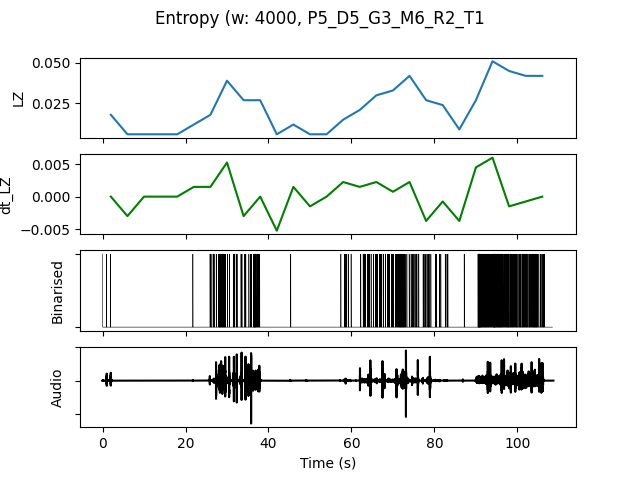 Entropy (w: 4000, P5_D5_G3_M6_R2_T1
0.050
0.025
LZ
0.005
0.000
−0.005
dt_LZ
Binarised
Audio
0 20 40 60 80 100
Time (s)